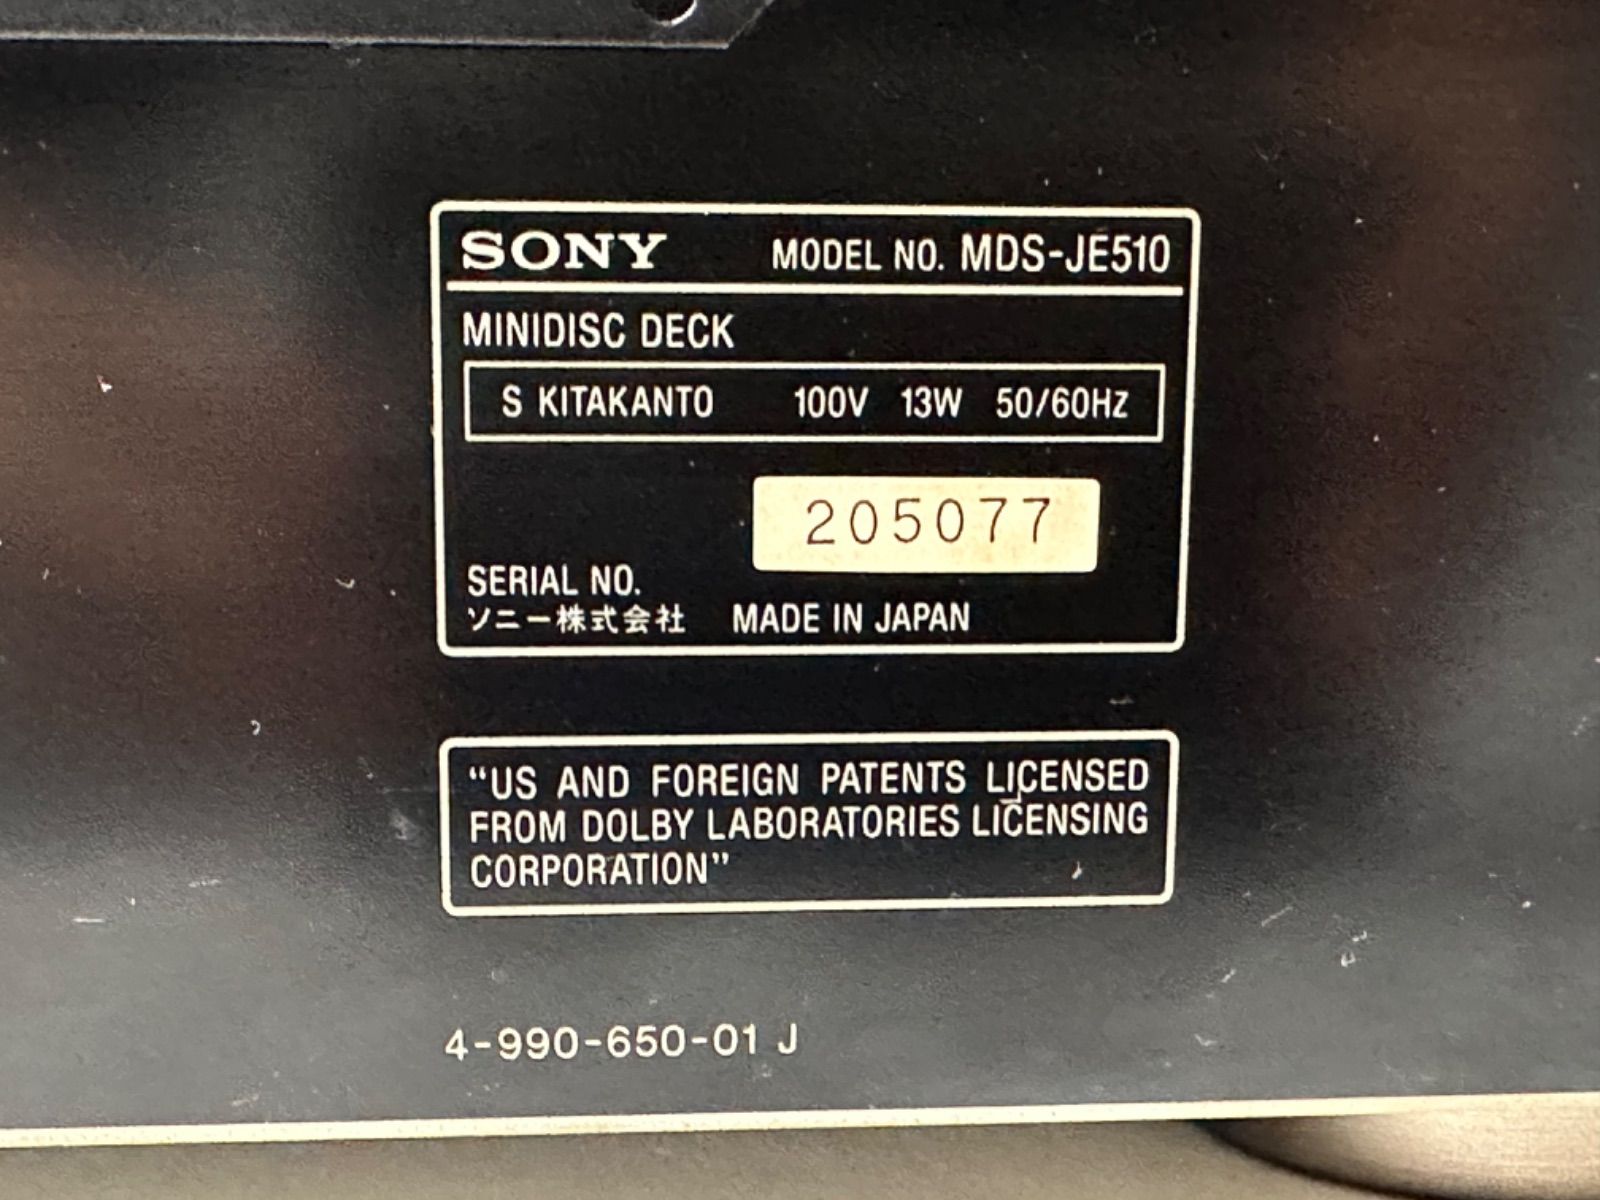 SONY MODEL NO. MDS-JE510
MINIDISC DECK
S KITAKANTO 100V 13W 50/60Hz
205077
SERIAL NO.
ソニー株式会社 MADE IN JAPAN
“US AND FOREIGN PATENTS LICENSED
FROM DOLBY LABORATORIES LICENSING
CORPORATION”
4-990-650-01 J